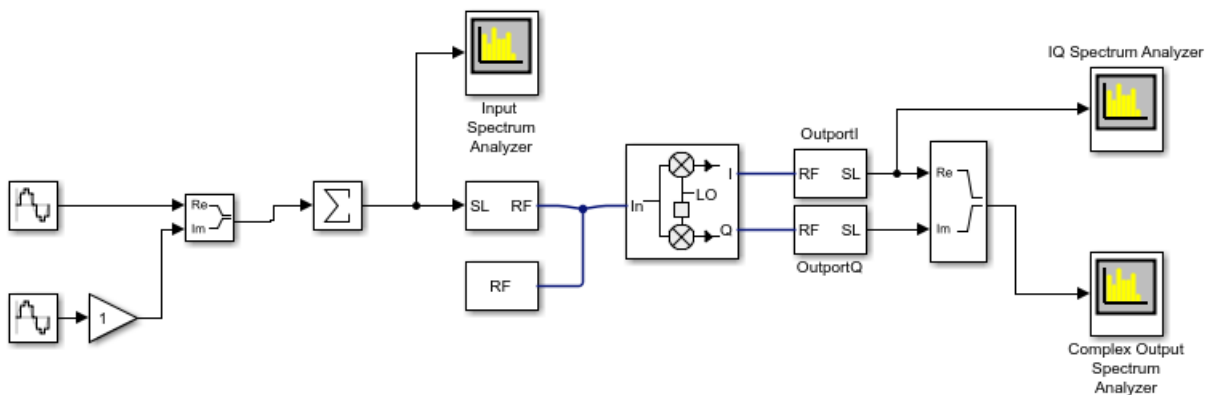 IQ Spectrum Analyzer
Input
Spectrum
Analyzer
OutportI
Re
Im
1
Σ
SL RF
RF
In
I
LO
Q
RF SL
RF SL
OutportQ
Re
Im
Complex Output
Spectrum
Analyzer